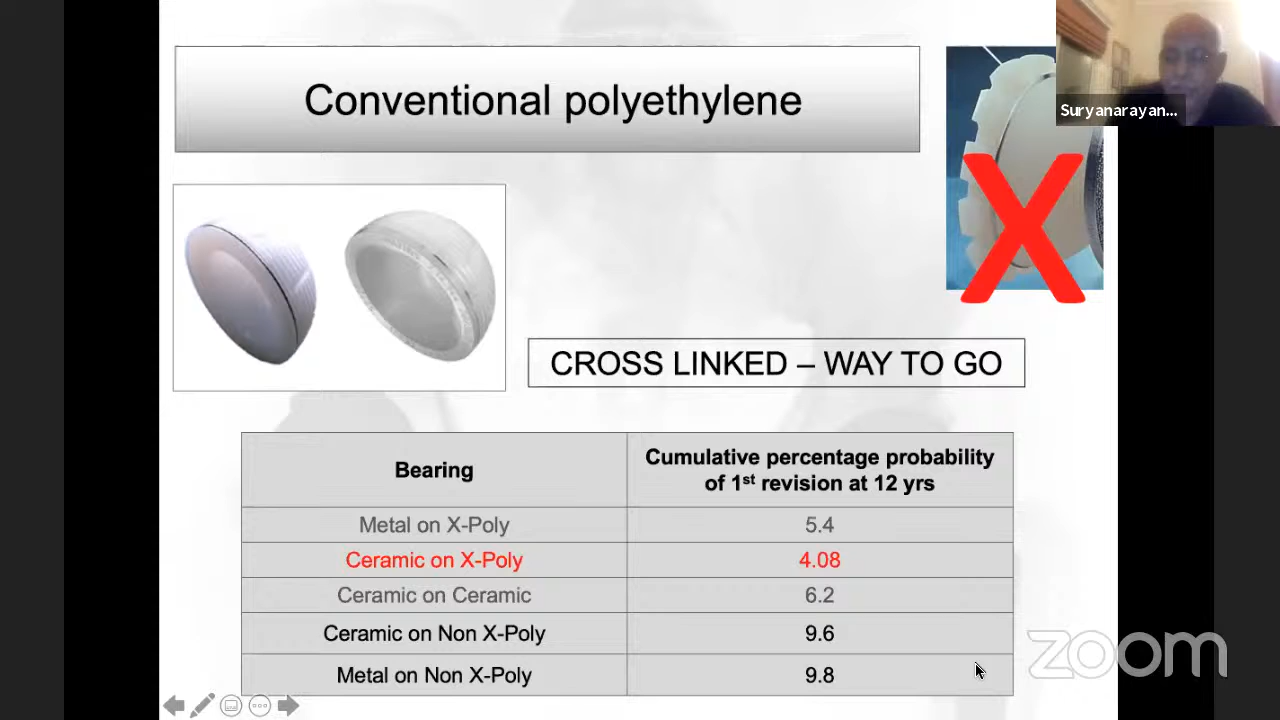 Conventional polyethylene
Suryanarayan...
CROSS LINKED – WAY TO GO
Bearing
Cumulative percentage probability
of 1st revision at 12 yrs
Metal on X-Poly 5.4
Ceramic on X-Poly 4.08
Ceramic on Ceramic 6.2
Ceramic on Non X-Poly 9.6
Metal on Non X-Poly 9.8
zoom